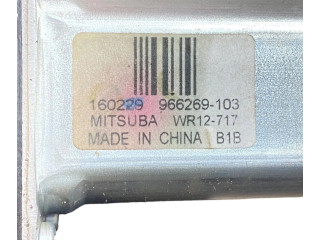 160229 966269-103
MITSUBA WR12-717
MADE IN CHINA B1B